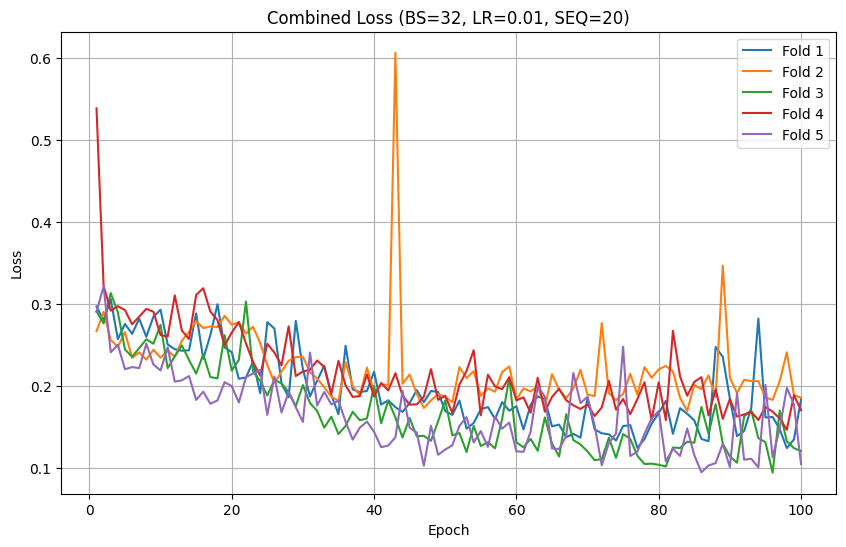 Combined Loss (BS=32, LR=0.01, SEQ=20)
Loss
0.6
0.5
0.4
0.3
0.2
0.1
Fold 1
Fold 2
Fold 3
Fold 4
Fold 5
0 20 40 60 80 100
Epoch